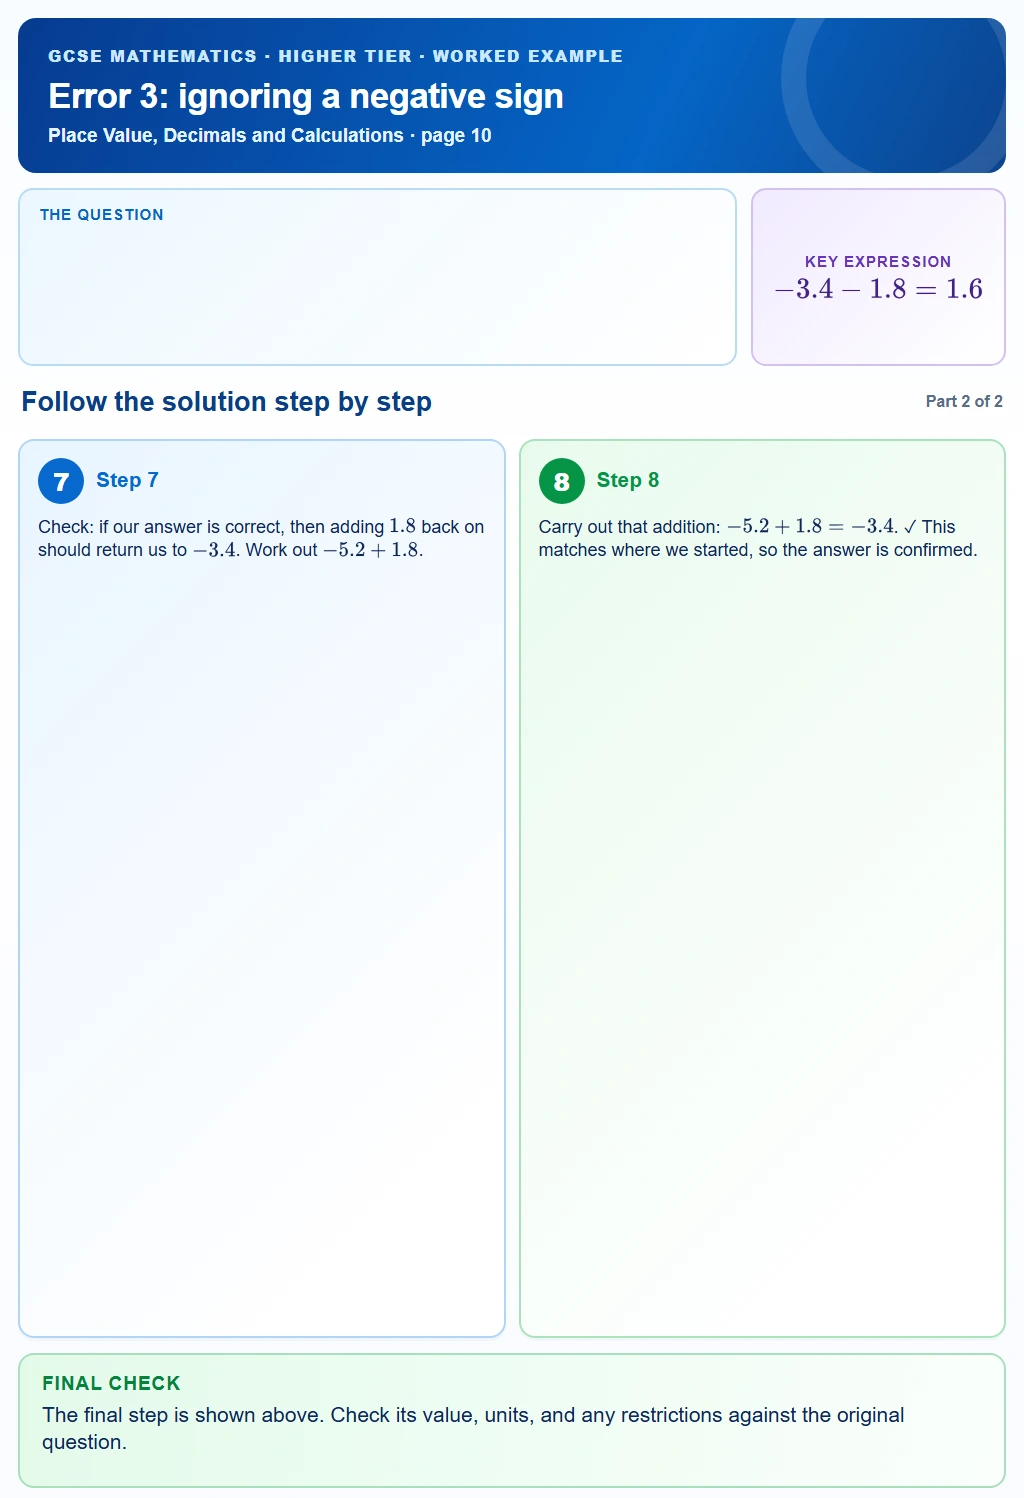 GCSE MATHEMATICS · HIGHER TIER · WORKED EXAMPLE
Error 3: ignoring a negative sign
Place Value, Decimals and Calculations · page 10
THE QUESTION
KEY EXPRESSION
−3.4 − 1.8 = 1.6
Follow the solution step by step
Part 2 of 2
7 Step 7
Check: if our answer is correct, then adding 1.8 back on
should return us to −3.4. Work out −5.2 + 1.8.
8 Step 8
Carry out that addition: −5.2 + 1.8 = −3.4. ✓ This
matches where we started, so the answer is confirmed.
FINAL CHECK
The final step is shown above. Check its value, units, and any restrictions against the original
question.